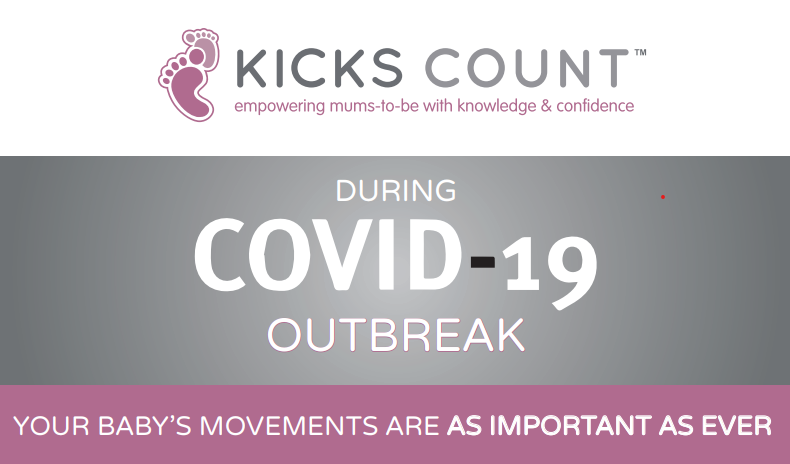 KICKS COUNT™
empowering mums-to-be with knowledge & confidence
DURING
COVID-19
OUTBREAK
YOUR BABY’S MOVEMENTS ARE AS IMPORTANT AS EVER